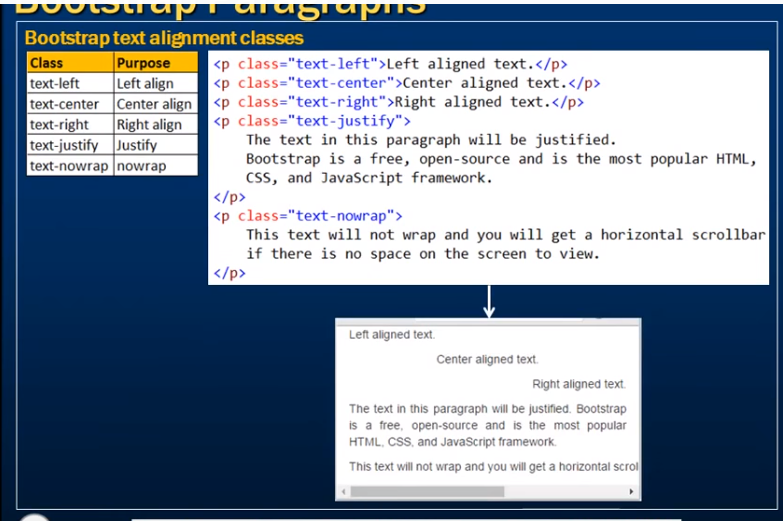 Bootstrap Paragraphs
Bootstrap text alignment classes
Class Purpose
text-left Left align
text-center Center align
text-right Right align
text-justify Justify
text-nowrap nowrap
<p class="text-left">Left aligned text.</p>
<p class="text-center">Center aligned text.</p>
<p class="text-right">Right aligned text.</p>
<p class="text-justify">
The text in this paragraph will be justified.
Bootstrap is a free, open-source and is the most popular HTML,
CSS, and JavaScript framework.
</p>
<p class="text-nowrap">
This text will not wrap and you will get a horizontal scrollbar
if there is no space on the screen to view.
</p>
Left aligned text.
Center aligned text.
Right aligned text.
The text in this paragraph will be justified. Bootstrap
is a free, open-source and is the most popular
HTML, CSS, and JavaScript framework.
This text will not wrap and you will get a horizontal scrol